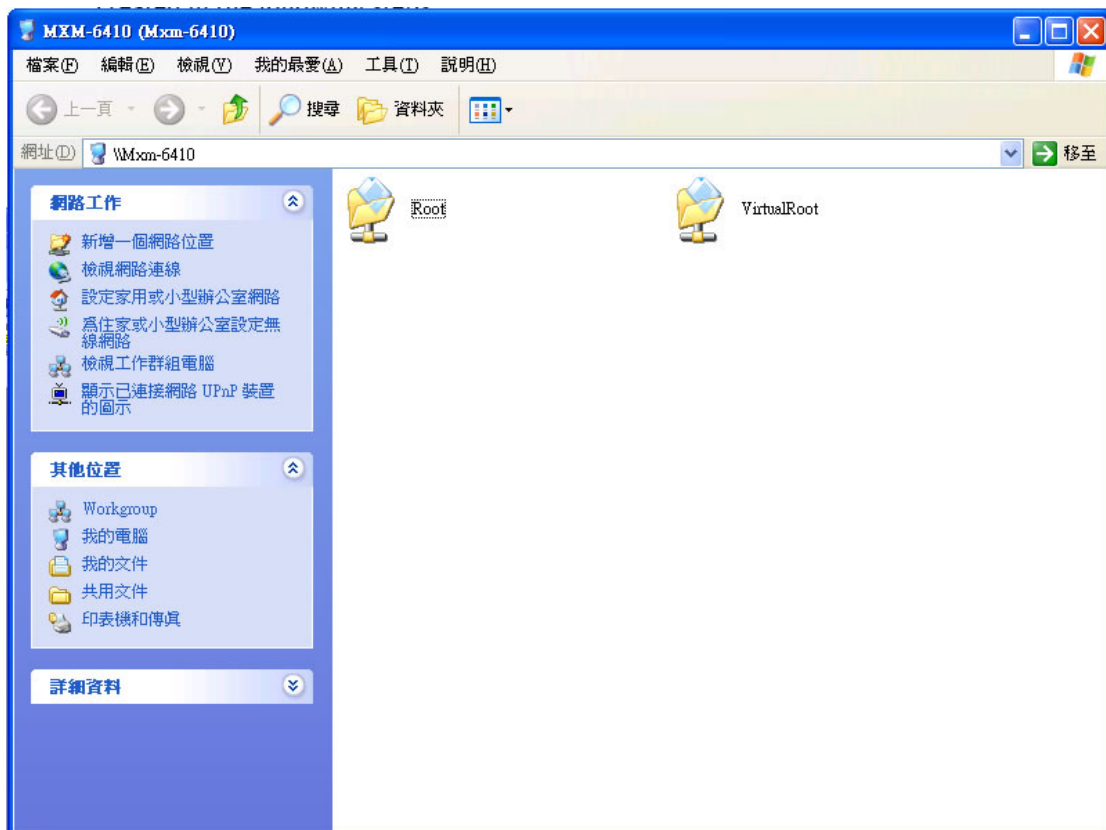 MXM-6410 (Mxm-6410)
檔案(F) 編輯(E) 檢視(V) 我的最愛(A) 工具(T) 說明(H)
上一頁 搜尋 資料夾
網址(D) \\Mxm-6410 移至
網路工作
新增一個網路位置
檢視網路連線
設定家用或小型辦公室網路
為住家或小型辦公室設定無
線網路
檢視工作群組電腦
顯示已連接網路 UPnP 裝置
的圖示
其他位置
Workgroup
我的電腦
我的文件
共用文件
印表機和傳真
詳細資料
Root
VirtualRoot